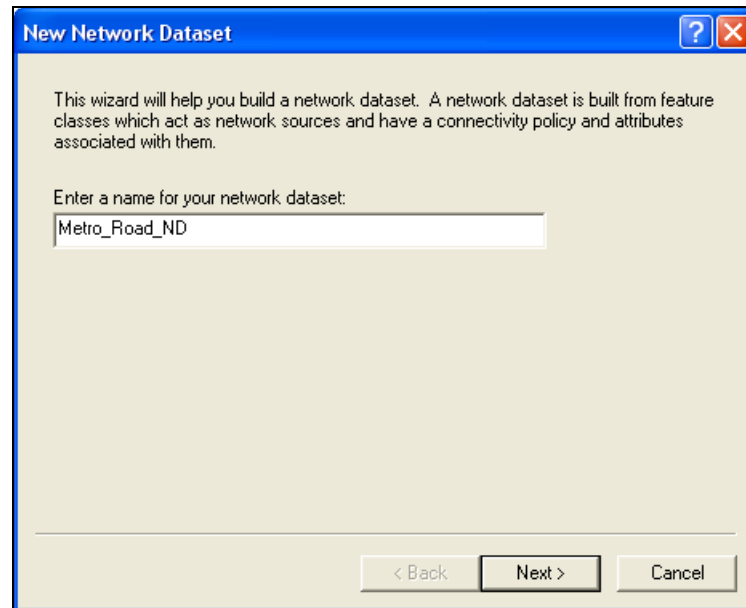 New Network Dataset
?
This wizard will help you build a network dataset. A network dataset is built from feature
classes which act as network sources and have a connectivity policy and attributes
associated with them.
Enter a name for your network dataset:
Metro_Road_ND
< Back
Next >
Cancel